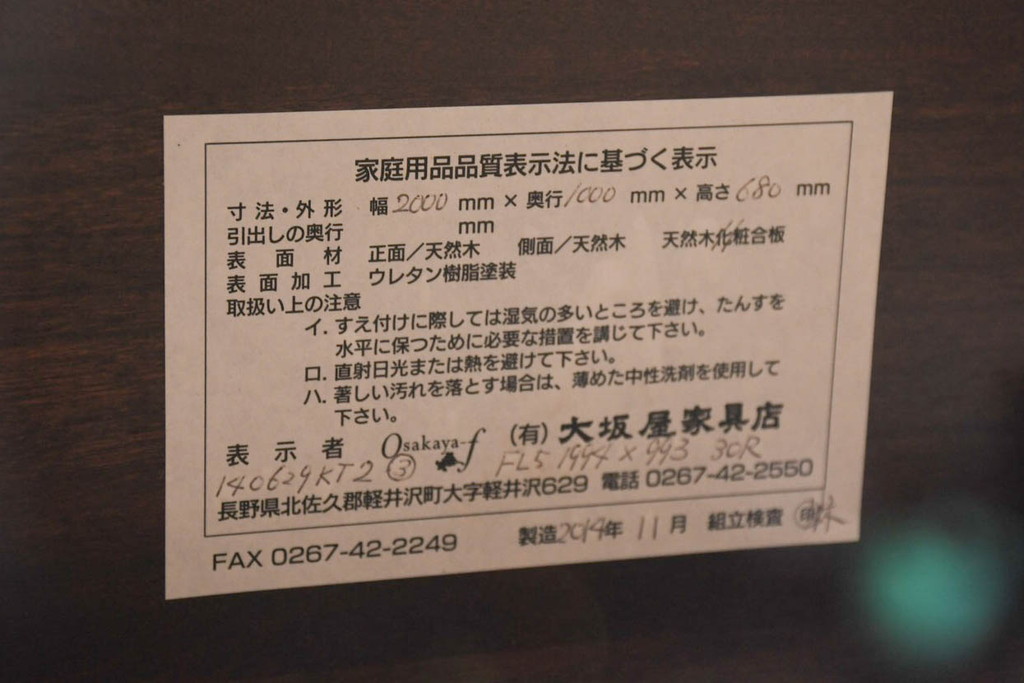 家庭用品品質表示法に基づく表示
寸法・外形 幅2000 mm × 奥行1000 mm × 高さ680 mm
引出しの奥行 mm
表面材 正面/天然木 側面/天然木 天然木化粧合板
表面加工 ウレタン樹脂塗装
取扱い上の注意
イ. すえ付けに際しては湿気の多いところを避け、たんすを
水平に保つために必要な措置を講じて下さい。
ロ. 直射日光または熱を避けて下さい。
ハ. 著しい汚れを落とす場合は、薄めた中性洗剤を使用して
下さい。
表示者 Osakaya-f (有) 大坂屋家具店
140629KT2 ③ FL5 1994×993 30R
長野県北佐久郡軽井沢町大字軽井沢629 電話 0267-42-2550
FAX 0267-42-2249 製造2014年 11月 組立検査 ㊞